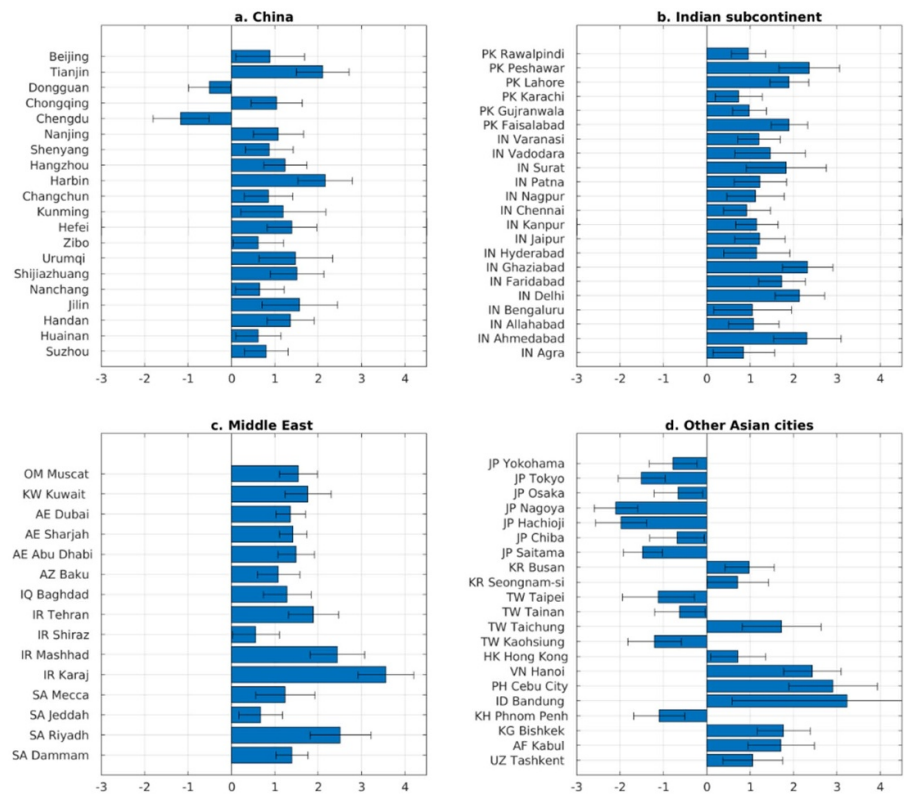 a. China
Beijing
Tianjin
Dongguan
Chongqing
Chengdu
Nanjing
Shenyang
Hangzhou
Harbin
Changchun
Kunming
Hefei
Zibo
Urumqi
Shijiazhuang
Nanchang
Jilin
Handan
Huainan
Suzhou
-3 -2 -1 0 1 2 3 4
b. Indian subcontinent
PK Rawalpindi
PK Peshawar
PK Lahore
PK Karachi
PK Gujranwala
PK Faisalabad
IN Varanasi
IN Vadodara
IN Surat
IN Patna
IN Nagpur
IN Chennai
IN Kanpur
IN Jaipur
IN Hyderabad
IN Ghaziabad
IN Faridabad
IN Delhi
IN Bengaluru
IN Allahabad
IN Ahmedabad
IN Agra
-3 -2 -1 0 1 2 3 4
c. Middle East
OM Muscat
KW Kuwait
AE Dubai
AE Sharjah
AE Abu Dhabi
AZ Baku
IQ Baghdad
IR Tehran
IR Shiraz
IR Mashhad
IR Karaj
SA Mecca
SA Jeddah
SA Riyadh
SA Dammam
-3 -2 -1 0 1 2 3 4
d. Other Asian cities
JP Yokohama
JP Tokyo
JP Osaka
JP Nagoya
JP Hachioji
JP Chiba
JP Saitama
KR Busan
KR Seongnam-si
TW Taipei
TW Tainan
TW Taichung
TW Kaohsiung
HK Hong Kong
VN Hanoi
PH Cebu City
ID Bandung
KH Phnom Penh
KG Bishkek
AF Kabul
UZ Tashkent
-3 -2 -1 0 1 2 3 4